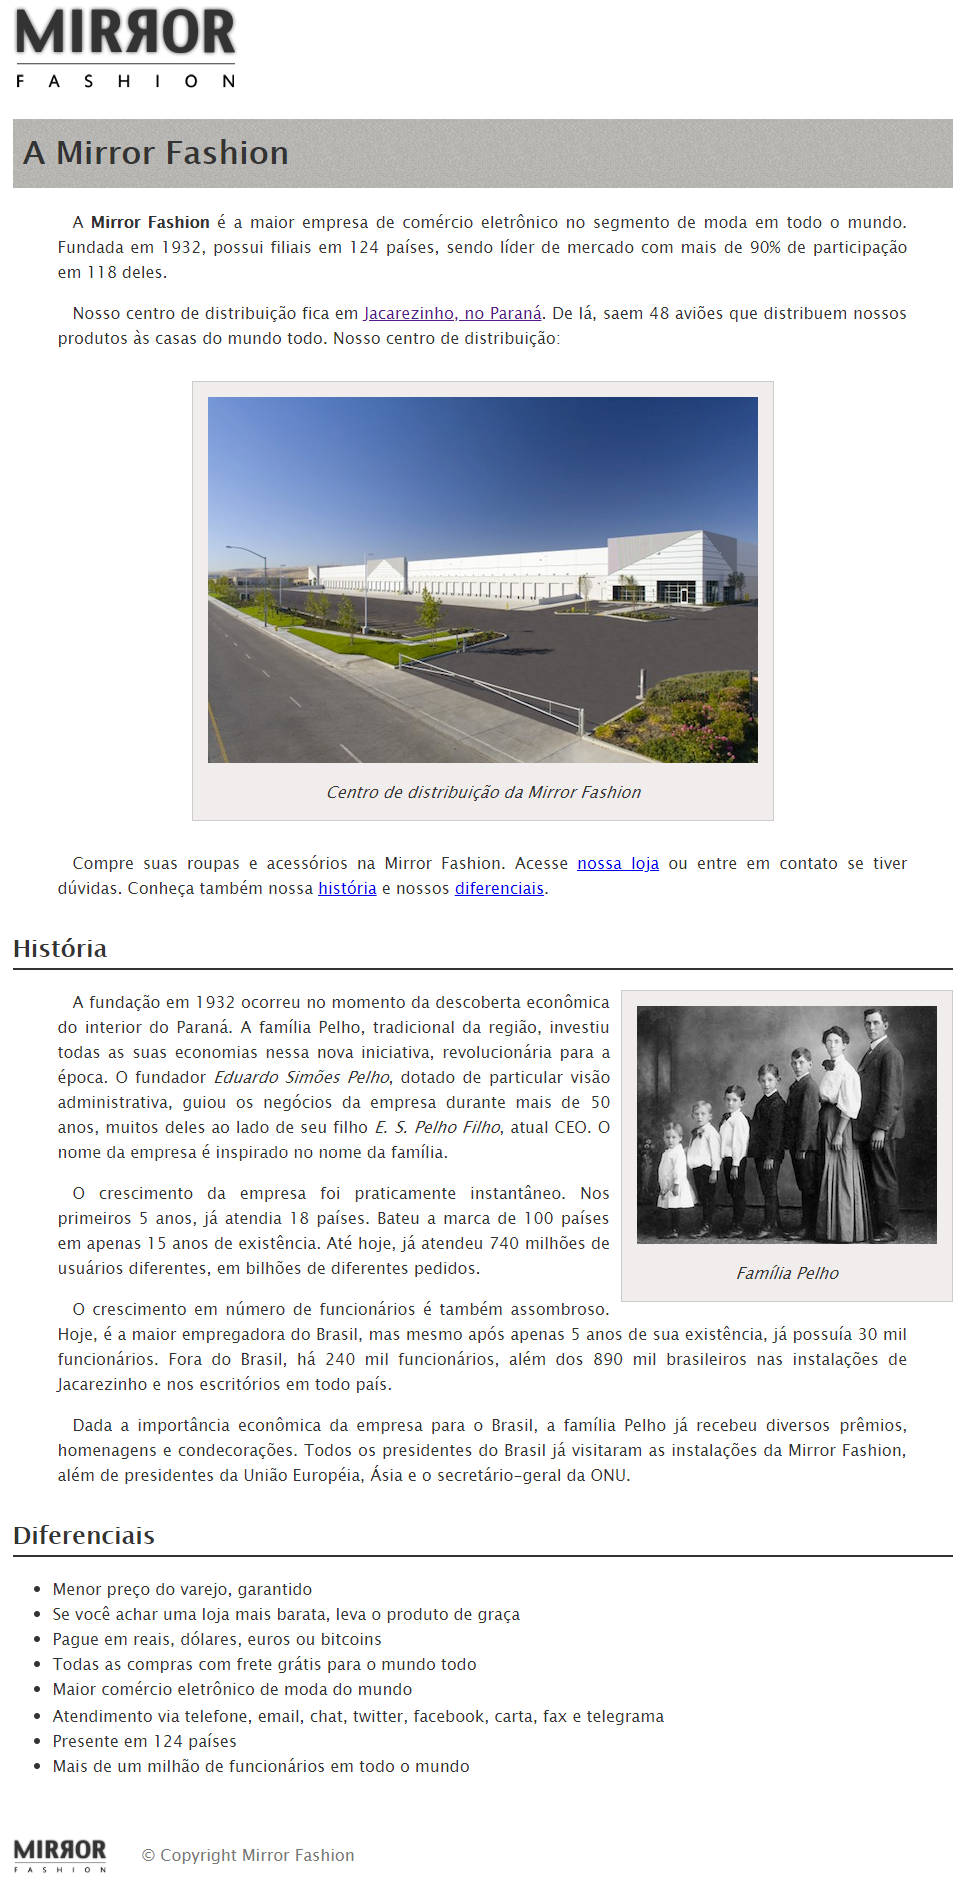 MIRROR
FASHION
A Mirror Fashion
A Mirror Fashion é a maior empresa de comércio eletrônico no segmento de moda em todo o mundo.
Fundada em 1932, possui filiais em 124 países, sendo líder de mercado com mais de 90% de participação
em 118 deles.
Nosso centro de distribuição fica em Jacarezinho, no Paraná. De lá, saem 48 aviões que distribuem nossos
produtos às casas do mundo todo. Nosso centro de distribuição:
Centro de distribuição da Mirror Fashion
Compre suas roupas e acessórios na Mirror Fashion. Acesse nossa loja ou entre em contato se tiver
dúvidas. Conheça também nossa história e nossos diferenciais.
História
A fundação em 1932 ocorreu no momento da descoberta econômica
do interior do Paraná. A família Pelho, tradicional da região, investiu
todas as suas economias nessa nova iniciativa, revolucionária para a
época. O fundador Eduardo Simões Pelho, dotado de particular visão
administrativa, guiou os negócios da empresa durante mais de 50
anos, muitos deles ao lado de seu filho E. S. Pelho Filho, atual CEO. O
nome da empresa é inspirado no nome da família.
O crescimento da empresa foi praticamente instantâneo. Nos
primeiros 5 anos, já atendia 18 países. Bateu a marca de 100 países
em apenas 15 anos de existência. Até hoje, já atendeu 740 milhões de
usuários diferentes, em bilhões de diferentes pedidos.
Família Pelho
O crescimento em número de funcionários é também assombroso.
Hoje, é a maior empregadora do Brasil, mas mesmo após apenas 5 anos de sua existência, já possuía 30 mil
funcionários. Fora do Brasil, há 240 mil funcionários, além dos 890 mil brasileiros nas instalações de
Jacarezinho e nos escritórios em todo país.
Dada a importância econômica da empresa para o Brasil, a família Pelho já recebeu diversos prêmios,
homenagens e condecorações. Todos os presidentes do Brasil já visitaram as instalações da Mirror Fashion,
além de presidentes da União Européia, Ásia e o secretário-geral da ONU.
Diferenciais
• Menor preço do varejo, garantido
• Se você achar uma loja mais barata, leva o produto de graça
• Pague em reais, dólares, euros ou bitcoins
• Todas as compras com frete grátis para o mundo todo
• Maior comércio eletrônico de moda do mundo
• Atendimento via telefone, email, chat, twitter, facebook, carta, fax e telegrama
• Presente em 124 países
• Mais de um milhão de funcionários em todo o mundo
MIRROR
FASHION
© Copyright Mirror Fashion